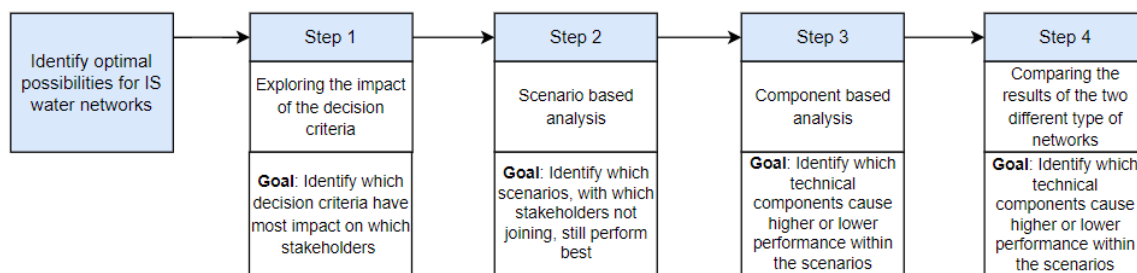 Identify optimal
possibilities for IS
water networks
Step 1
Exploring the impact
of the decision
criteria
Goal: Identify which
decision criteria have
most impact on which
stakeholders
Step 2
Scenario based
analysis
Goal: Identify which
scenarios, with which
stakeholders not
joining, still perform
best
Step 3
Component based
analysis
Goal: Identify which
technical
components cause
higher or lower
performance within
the scenarios
Step 4
Comparing the
results of the two
different type of
networks
Goal: Identify which
technical
components cause
higher or lower
performance within
the scenarios